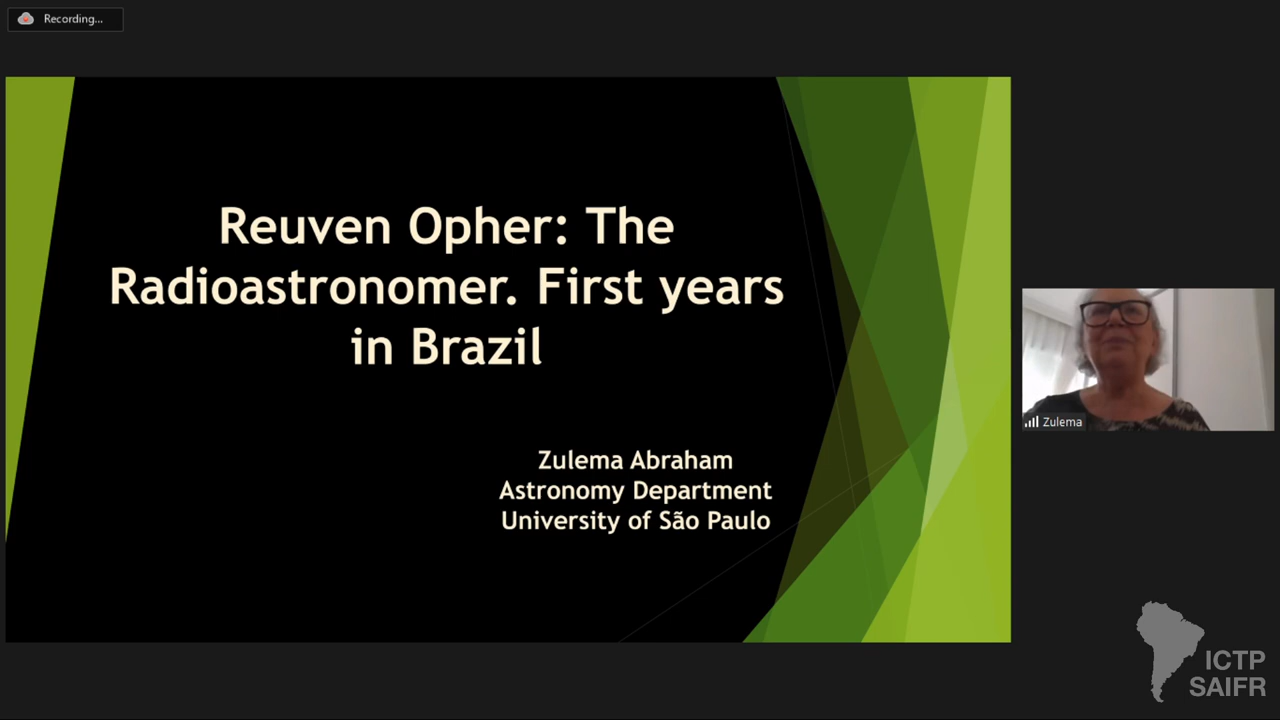 Recording...
Reuven Opher: The
Radioastronomer. First years
in Brazil
Zulema Abraham
Astronomy Department
University of São Paulo
Zulema
ICTP
SAIFR